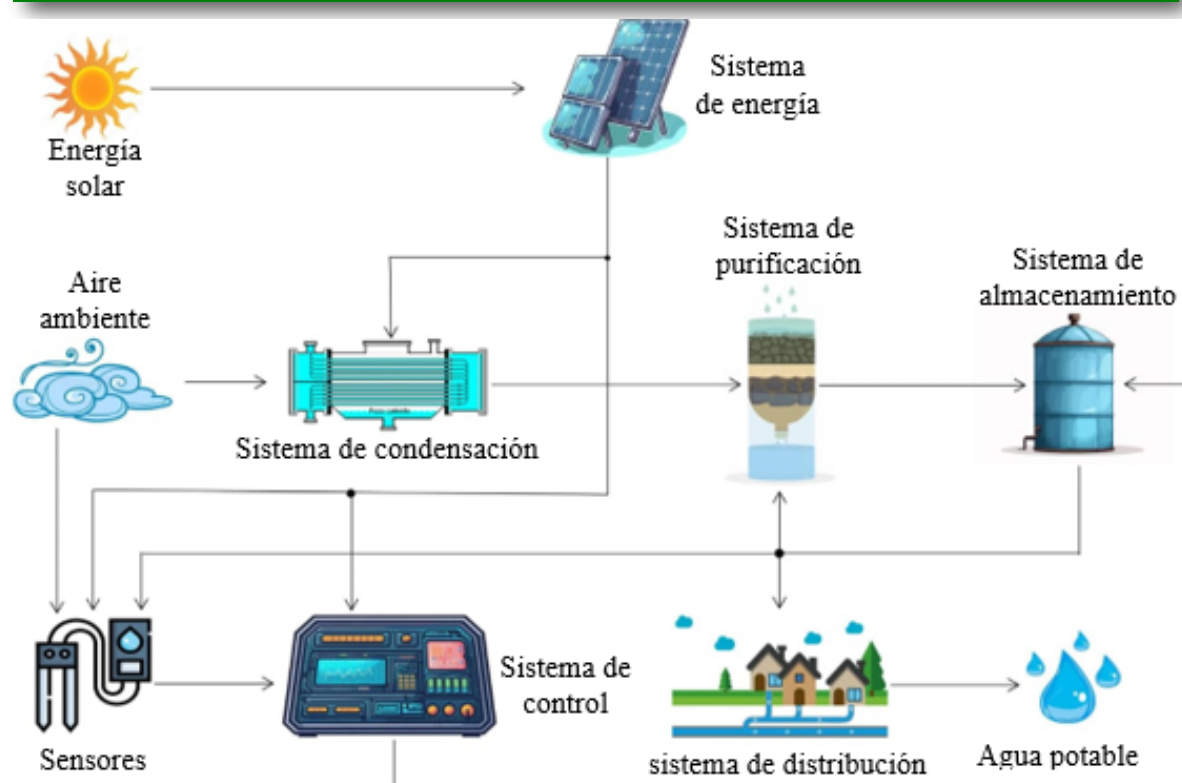 Energía
solar
Sistema
de energía
Aire
ambiente
Sistema de condensación
Sistema de
purificación
Sistema de
almacenamiento
Sensores
Sistema de
control
sistema de distribución
Agua potable